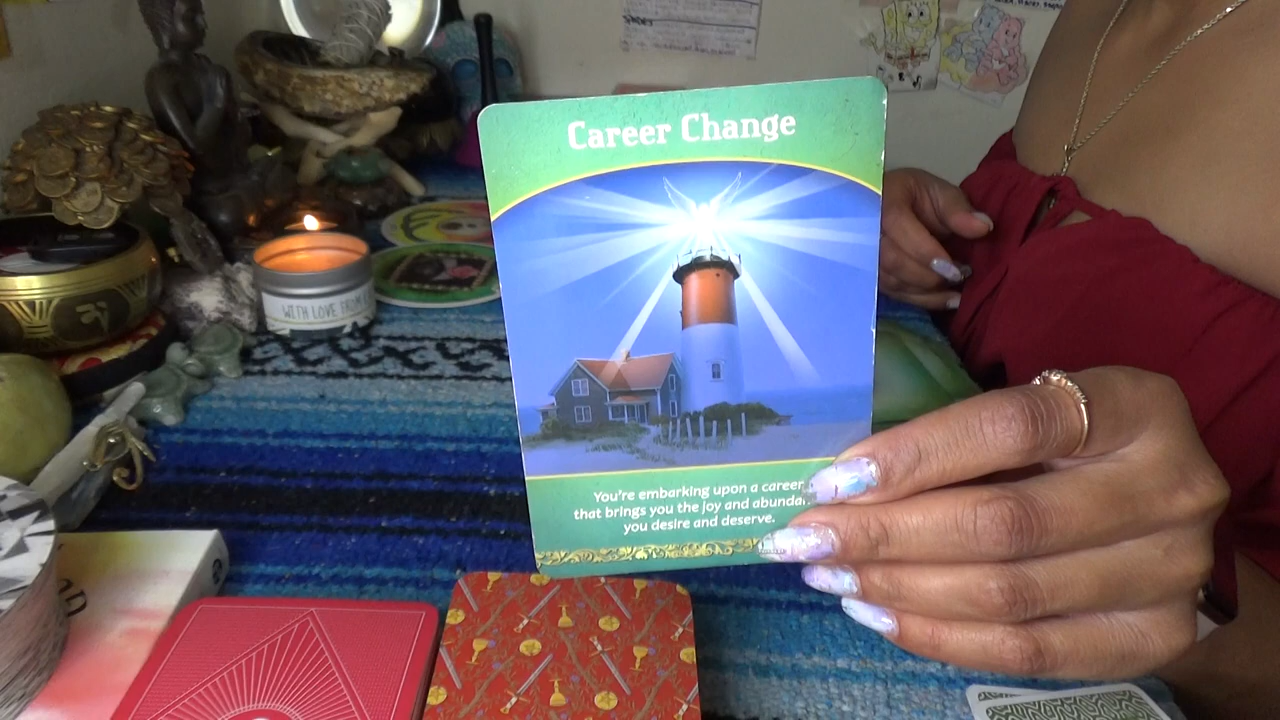 Career Change
WITH LOVE FROM
You're embarking upon a career
that brings you the joy and
you desire and deserve.